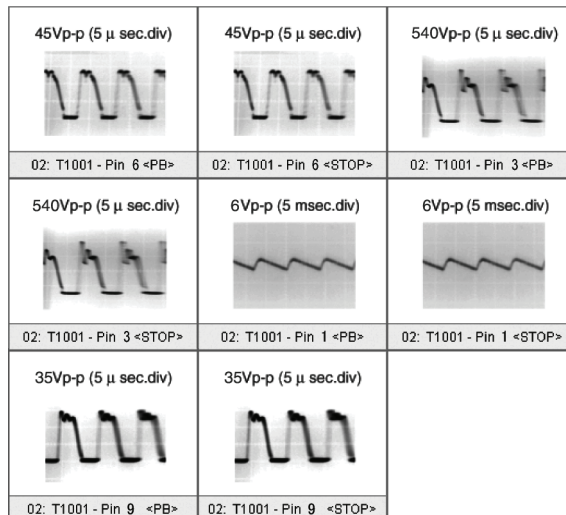 45Vp-p (5 μ sec.div)
45Vp-p (5 μ sec.div)
540Vp-p (5 μ sec.div)
02: T1001 - Pin 6 <PB>
02: T1001 - Pin 6 <STOP>
02: T1001 - Pin 3 <PB>
540Vp-p (5 μ sec.div)
6Vp-p (5 msec.div)
6Vp-p (5 msec.div)
02: T1001 - Pin 3 <STOP>
02: T1001 - Pin 1 <PB>
02: T1001 - Pin 1 <STOP>
35Vp-p (5 μ sec.div)
35Vp-p (5 μ sec.div)
02: T1001 - Pin 9 <PB>
02: T1001 - Pin 9 <STOP>